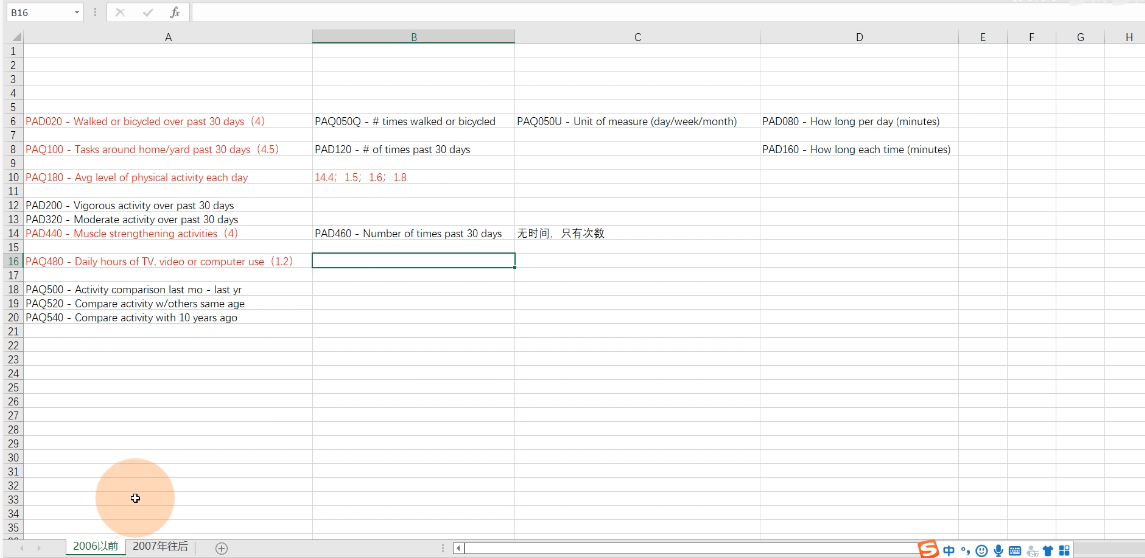 B16
fx
A B C D E F G H
1
2
3
4
5
6 PAD020 - Walked or bicycled over past 30 days（4） PAQ050Q - # times walked or bicycled PAQ050U - Unit of measure (day/week/month) PAD080 - How long per day (minutes)
7
8 PAQ100 - Tasks around home/yard past 30 days（4.5） PAD120 - # of times past 30 days PAD160 - How long each time (minutes)
9
10 PAQ180 - Avg level of physical activity each day 14.4；1.5；1.6；1.8
11
12 PAD200 - Vigorous activity over past 30 days
13 PAD320 - Moderate activity over past 30 days
14 PAD440 - Muscle strengthening activities（4） PAD460 - Number of times past 30 days 无时间，只有次数
15
16 PAQ480 - Daily hours of TV, video or computer use（1.2）
17
18 PAQ500 - Activity comparison last mo - last yr
19 PAQ520 - Compare activity w/others same age
20 PAQ540 - Compare activity with 10 years ago
21
22
23
24
25
26
27
28
29
30
31
32
33
34
35
2006以前 2007年往后
S 中